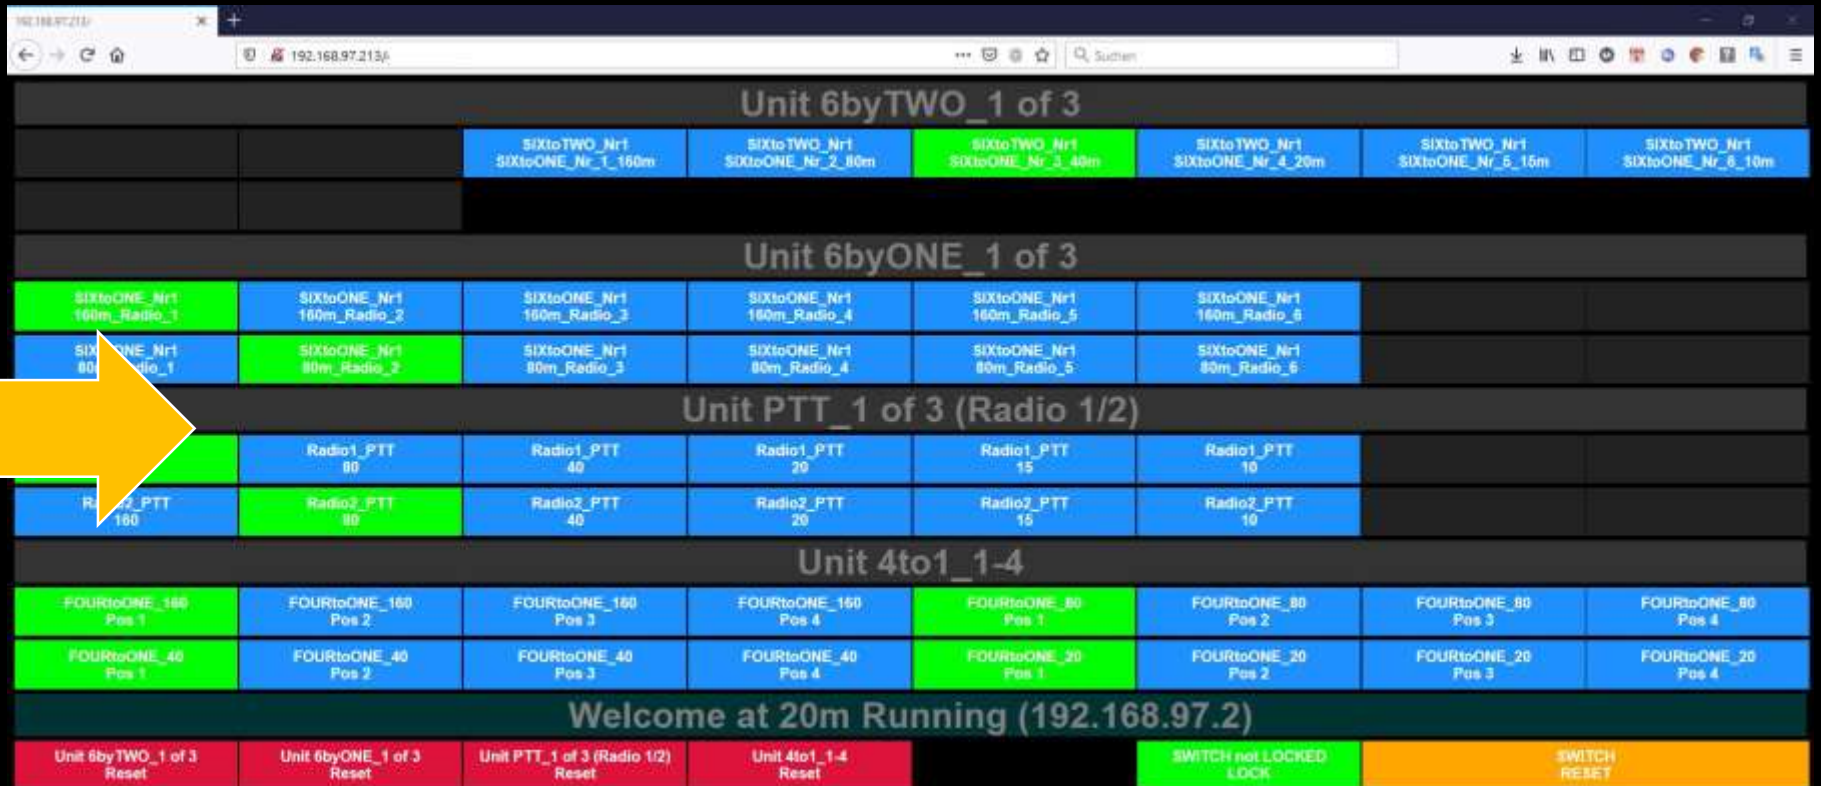 192.168.97.213/
192.168.97.213/
Suchen
Unit 6byTWO_1 of 3
SIXtoTWO_Nr1 SIXtoTWO_Nr1 SIXtoTWO_Nr1 SIXtoTWO_Nr1 SIXtoTWO_Nr1 SIXtoTWO_Nr1
SIXtoONE_Nr_1_160m SIXtoONE_Nr_2_80m SIXtoONE_Nr_3_40m SIXtoONE_Nr_4_20m SIXtoONE_Nr_5_15m SIXtoONE_Nr_6_10m
Unit 6byONE_1 of 3
SIXtoONE_Nr1 SIXtoONE_Nr1 SIXtoONE_Nr1 SIXtoONE_Nr1 SIXtoONE_Nr1 SIXtoONE_Nr1
160m_Radio_1 160m_Radio_2 160m_Radio_3 160m_Radio_4 160m_Radio_5 160m_Radio_6
SIXtoONE_Nr1 SIXtoONE_Nr1 SIXtoONE_Nr1 SIXtoONE_Nr1 SIXtoONE_Nr1
80m_Radio_2 80m_Radio_3 80m_Radio_4 80m_Radio_5 80m_Radio_6
Unit PTT_1 of 3 (Radio 1/2)
Radio1_PTT Radio1_PTT Radio1_PTT Radio1_PTT Radio1_PTT
80 40 20 15 10
Radio2_PTT Radio2_PTT Radio2_PTT Radio2_PTT Radio2_PTT
160 80 40 20 15 10
Unit 4to1_1-4
FOURtoONE_160 FOURtoONE_160 FOURtoONE_160 FOURtoONE_160 FOURtoONE_80 FOURtoONE_80 FOURtoONE_80 FOURtoONE_80
Pos 1 Pos 2 Pos 3 Pos 4 Pos 1 Pos 2 Pos 3 Pos 4
FOURtoONE_40 FOURtoONE_40 FOURtoONE_40 FOURtoONE_40 FOURtoONE_20 FOURtoONE_20 FOURtoONE_20 FOURtoONE_20
Pos 1 Pos 2 Pos 3 Pos 4 Pos 1 Pos 2 Pos 3 Pos 4
Welcome at 20m Running (192.168.97.2)
Unit 6byTWO_1 of 3 Unit 6byONE_1 of 3 Unit PTT_1 of 3 (Radio 1/2) Unit 4to1_1-4 SWITCH not LOCKED SWITCH
Reset Reset Reset Reset LOCK RESET